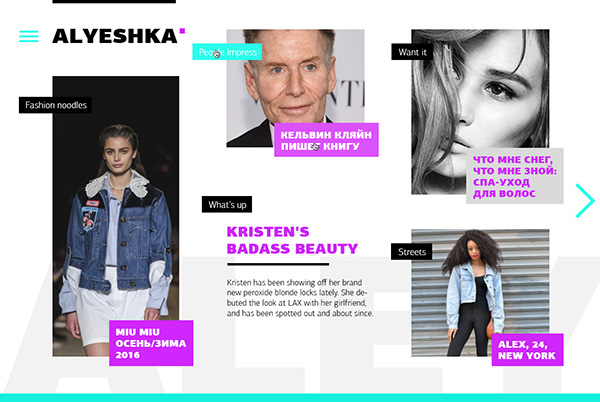 ALYESHKA
Fashion noodles
MIU MIU
ОСЕНЬ/ЗИМА
2016
People Impress
КЕЛЬВИН КЛЯЙН
ПИШЕТ КНИГУ
What's up
KRISTEN'S
BADASS BEAUTY
Kristen has been showing off her brand
new peroxide blonde locks lately. She de-
buted the look at LAX with her girlfriend,
and has been spotted out and about since.
Want it
ЧТО МНЕ СНЕГ,
ЧТО МНЕ ЗНОЙ:
СПА-УХОД
ДЛЯ ВОЛОС
Streets
ALEX, 24,
NEW YORK